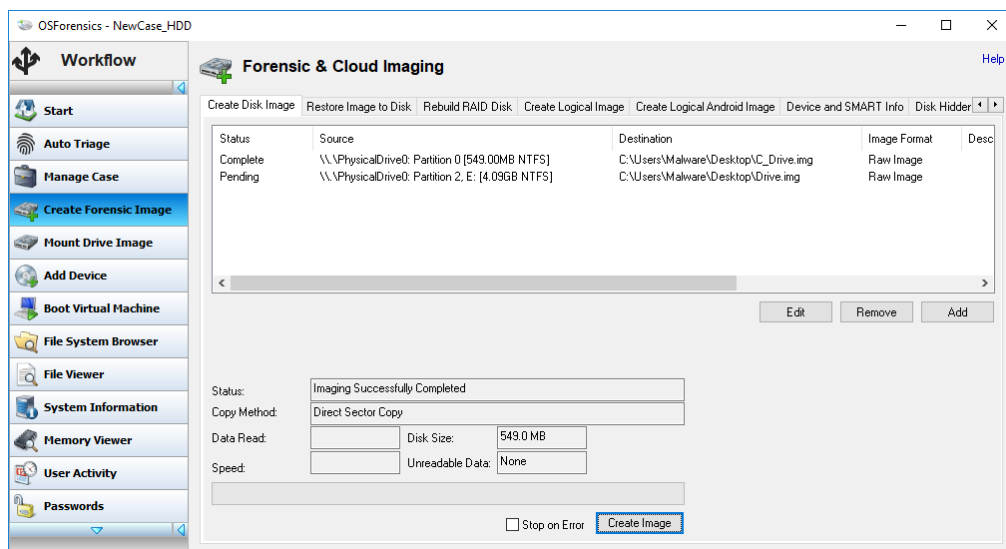 OSForensics - NewCase_HDD
Workflow
Start
Auto Triage
Manage Case
Create Forensic Image
Mount Drive Image
Add Device
Boot Virtual Machine
File System Browser
File Viewer
System Information
Memory Viewer
User Activity
Passwords
Forensic & Cloud Imaging
Help
Create Disk Image Restore Image to Disk Rebuild RAID Disk Create Logical Image Create Logical Android Image Device and SMART Info Disk Hidder
Status Source Destination Image Format Desc
Complete \\.\PhysicalDrive0: Partition 0 [549.00MB NTFS] C:\Users\Malware\Desktop\C_Drive.img Raw Image
Pending \\.\PhysicalDrive0: Partition 2, E: [4.09GB NTFS] C:\Users\Malware\Desktop\Drive.img Raw Image
Edit Remove Add
Status: Imaging Successfully Completed
Copy Method: Direct Sector Copy
Data Read: Disk Size: 549.0 MB
Speed: Unreadable Data: None
Stop on Error Create Image